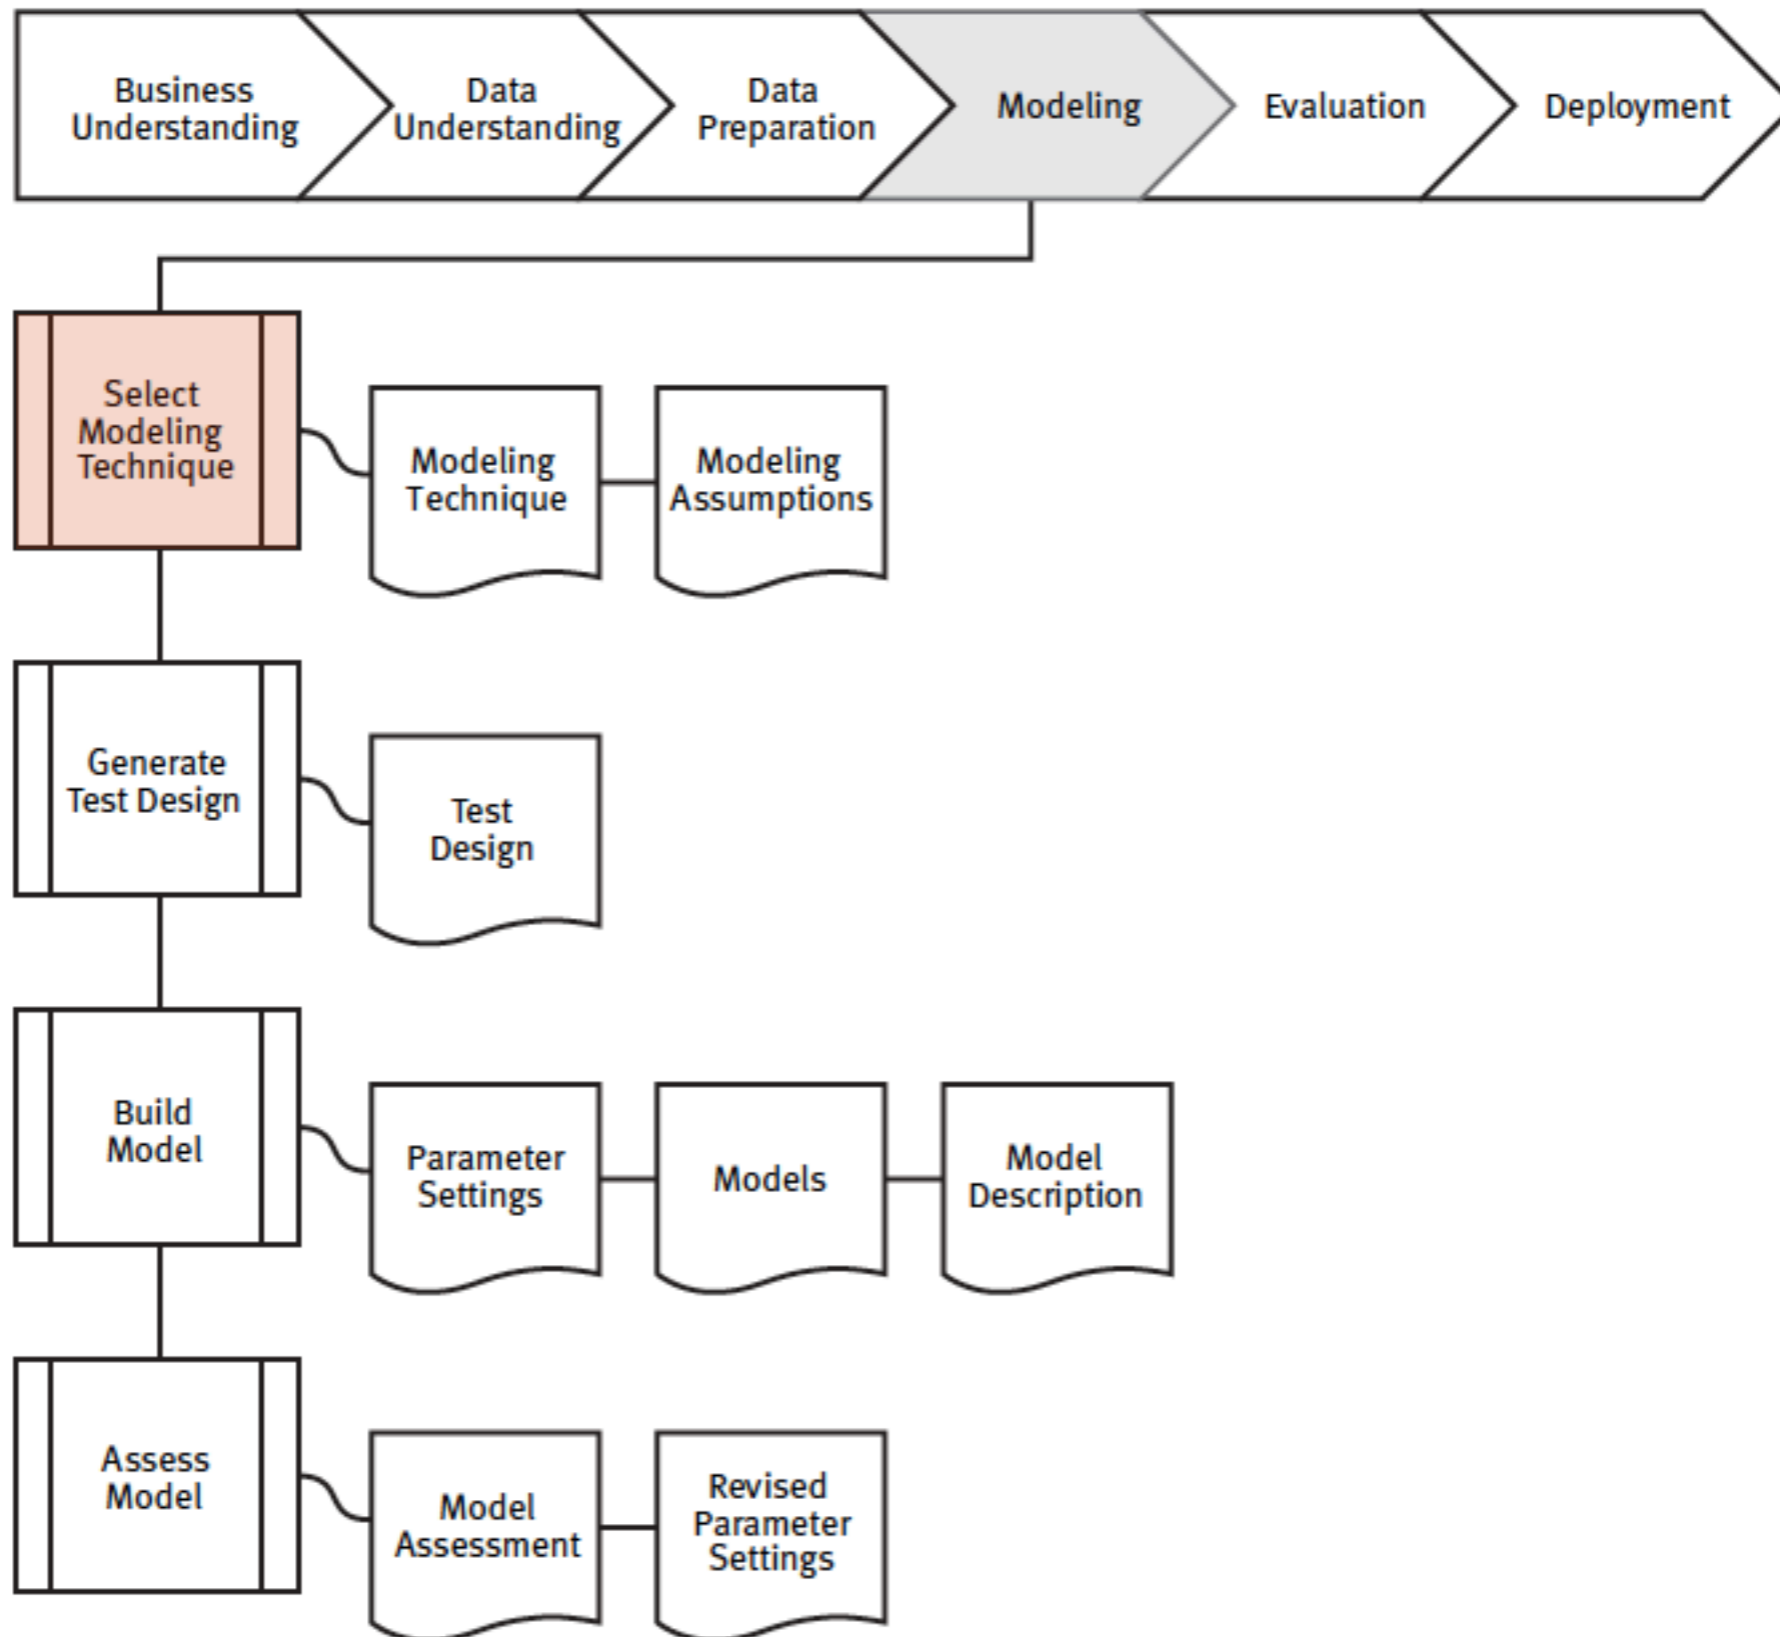 Business
Understanding
Data
Understanding
Data
Preparation
Modeling
Evaluation
Deployment
Select
Modeling
Technique
Modeling
Technique
Modeling
Assumptions
Generate
Test Design
Test
Design
Build
Model
Parameter
Settings
Models
Model
Description
Assess
Model
Model
Assessment
Revised
Parameter
Settings